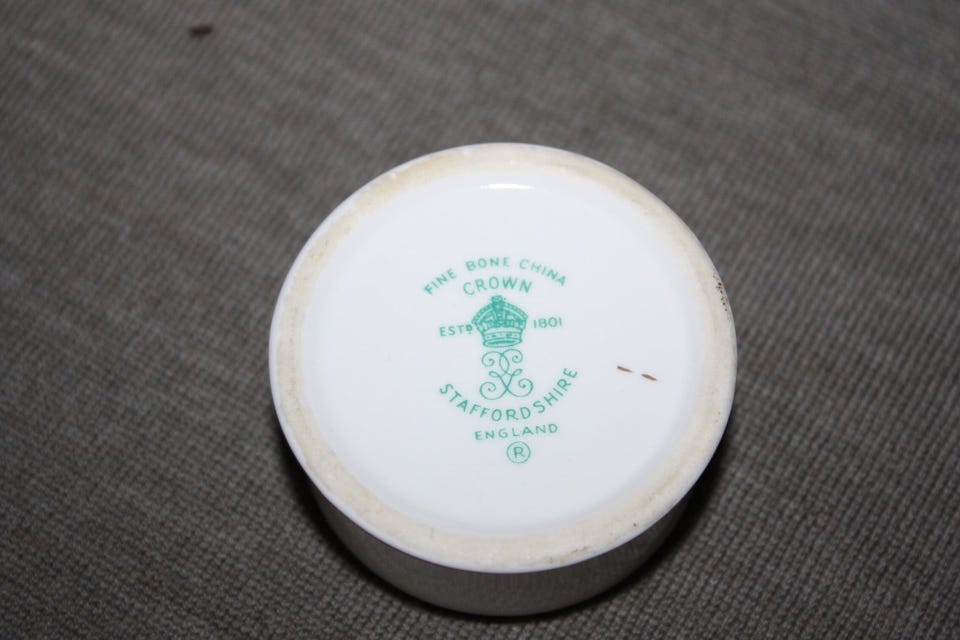 FINE BONE CHINA
CROWN
ESTD 1801
STAFFORDSHIRE
ENGLAND
®